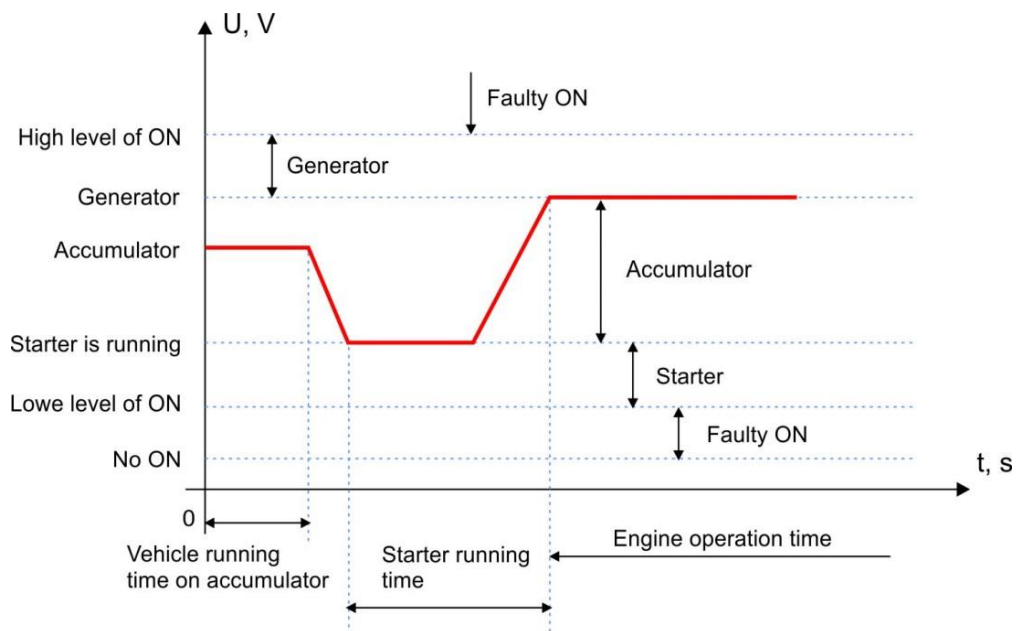 U, V
Faulty ON
High level of ON
Generator
Generator
Accumulator
Accumulator
Starter is running
Starter
Lowe level of ON
Faulty ON
No ON
t, s
0
Vehicle running
time on accumulator
Starter running
time
Engine operation time